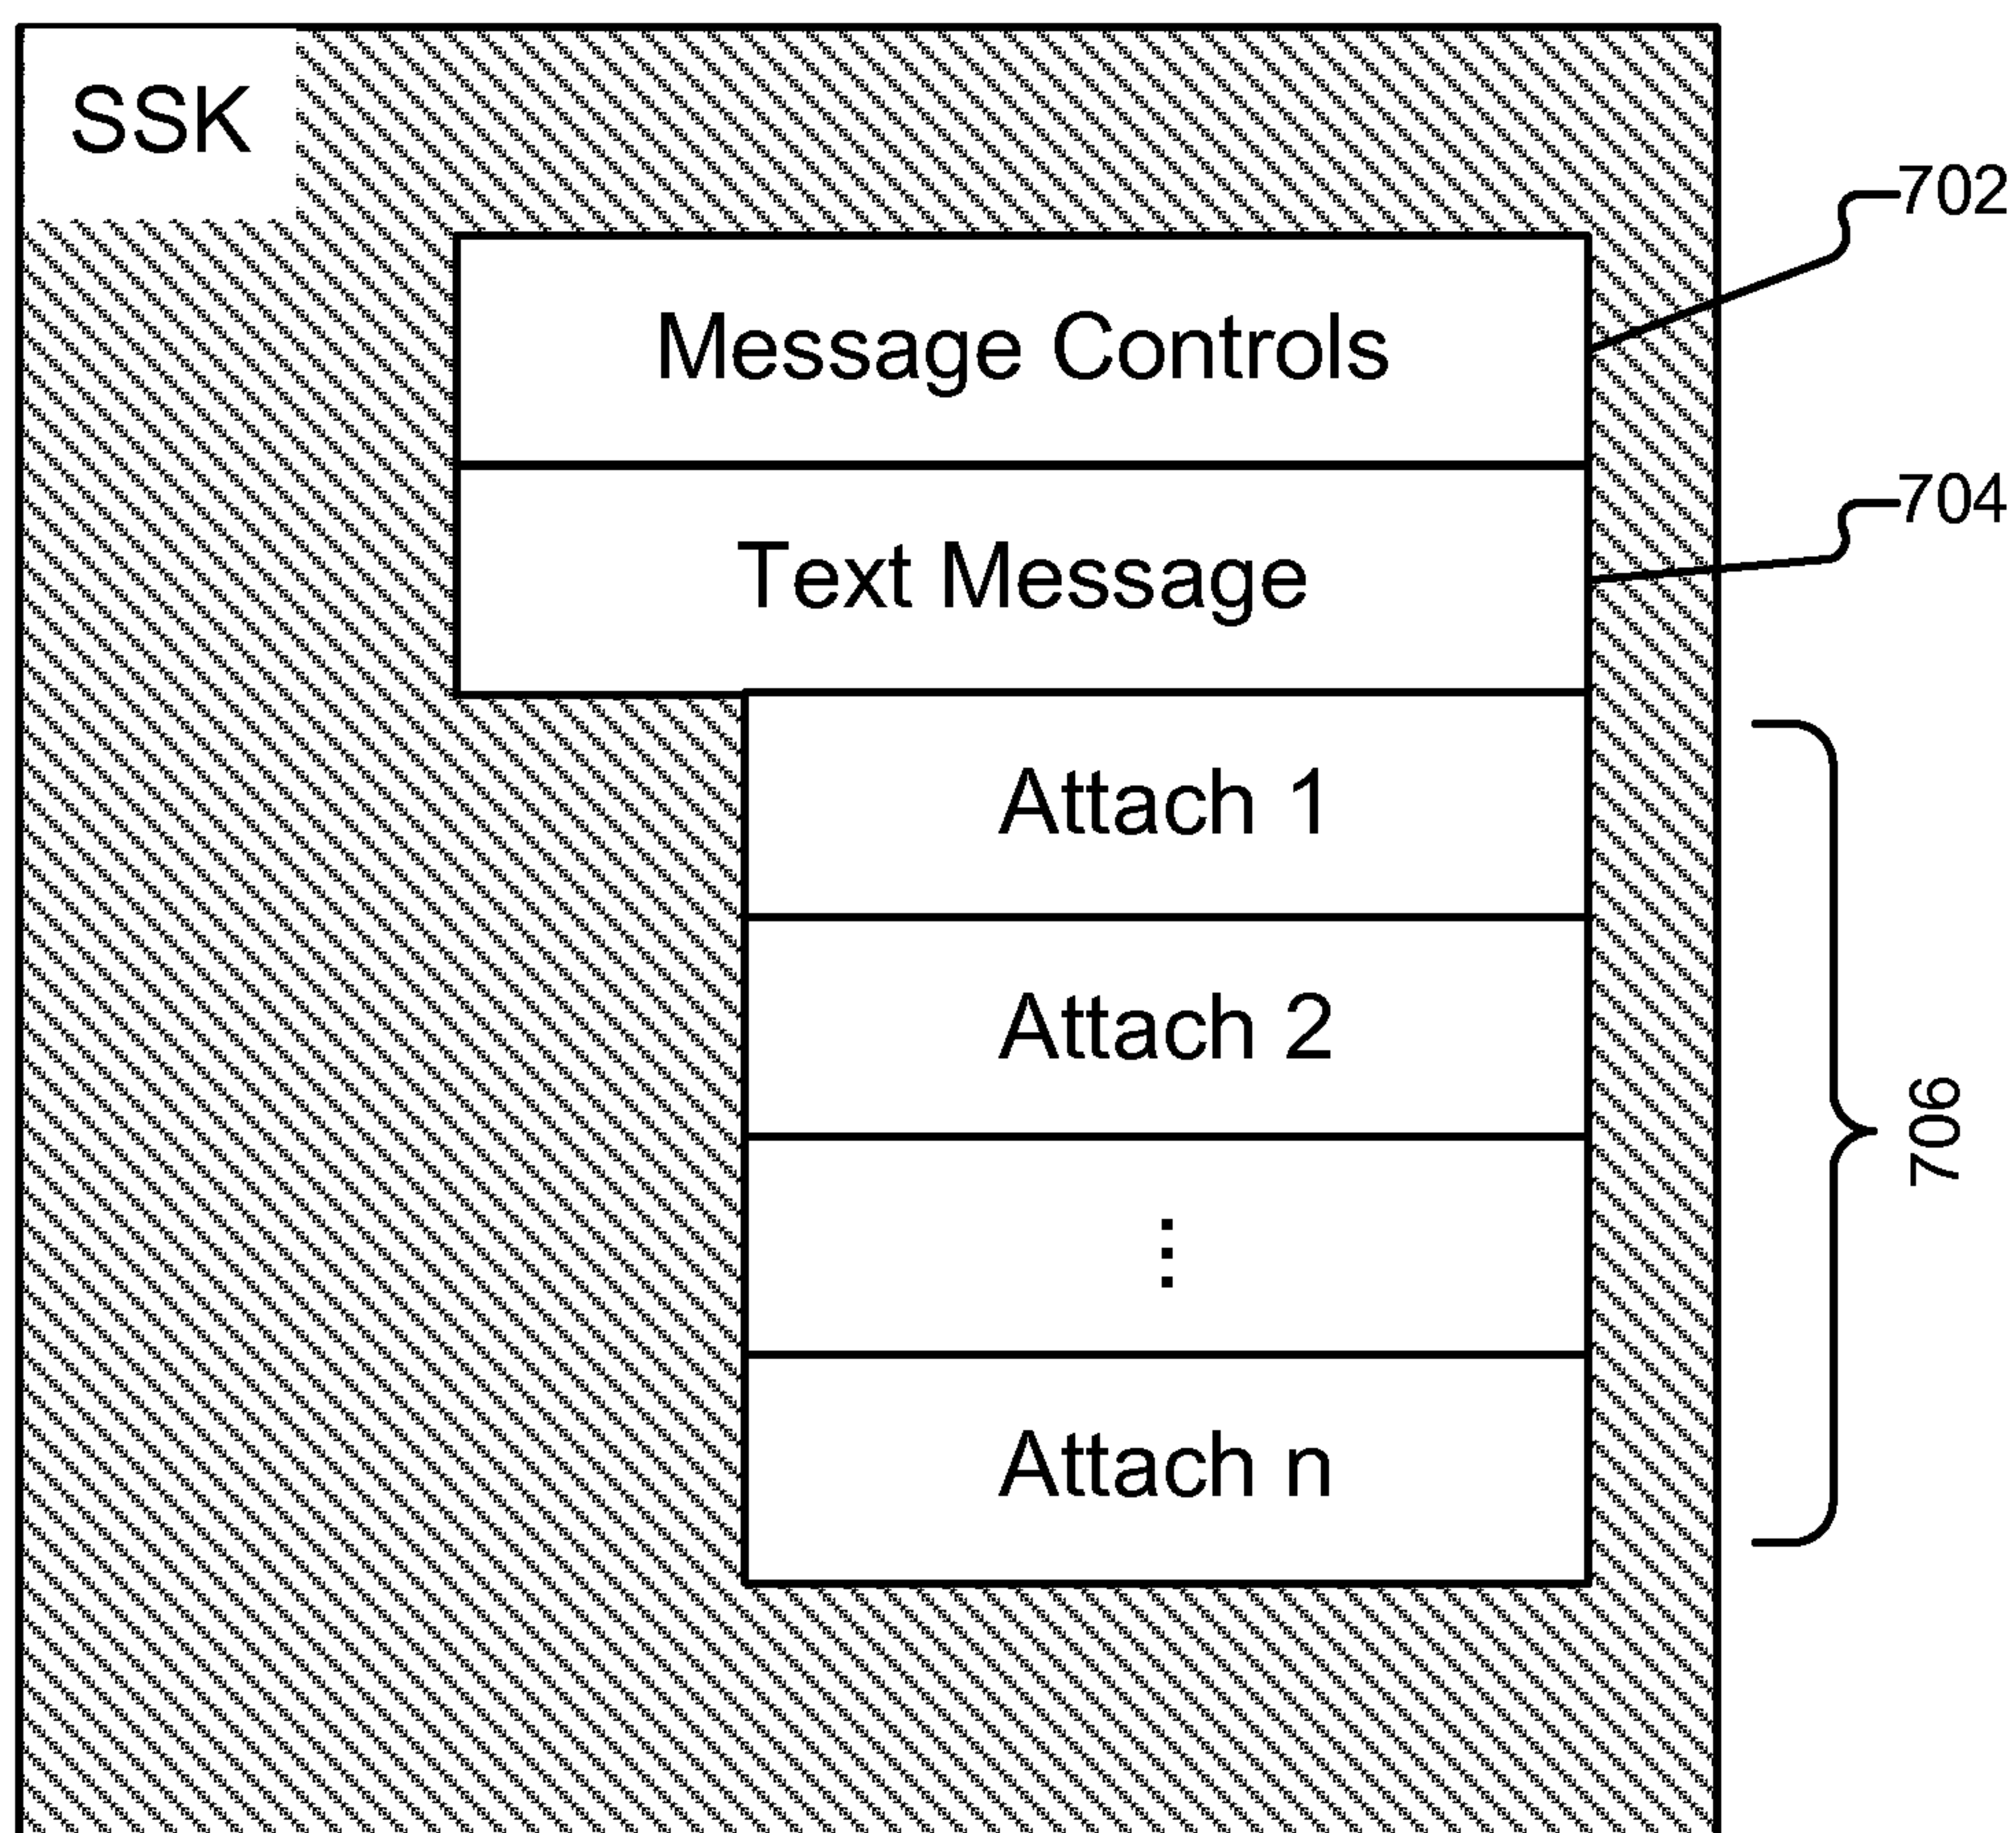 SSK
702
Message Controls
704
Text Message
Attach 1
Attach 2
706
⋮
Attach n